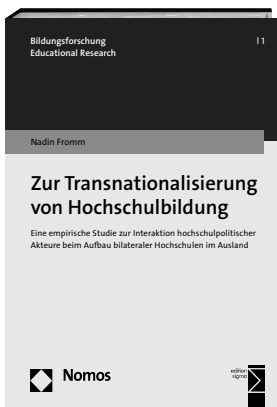 Bildungsforschung
Educational Research
| 1
Nadin Fromm
Zur Transnationalisierung
von Hochschulbildung
Eine empirische Studie zur Interaktion hochschulpolitischer
Akteure beim Aufbau bilateraler Hochschulen im Ausland
Nomos
edition
sigma